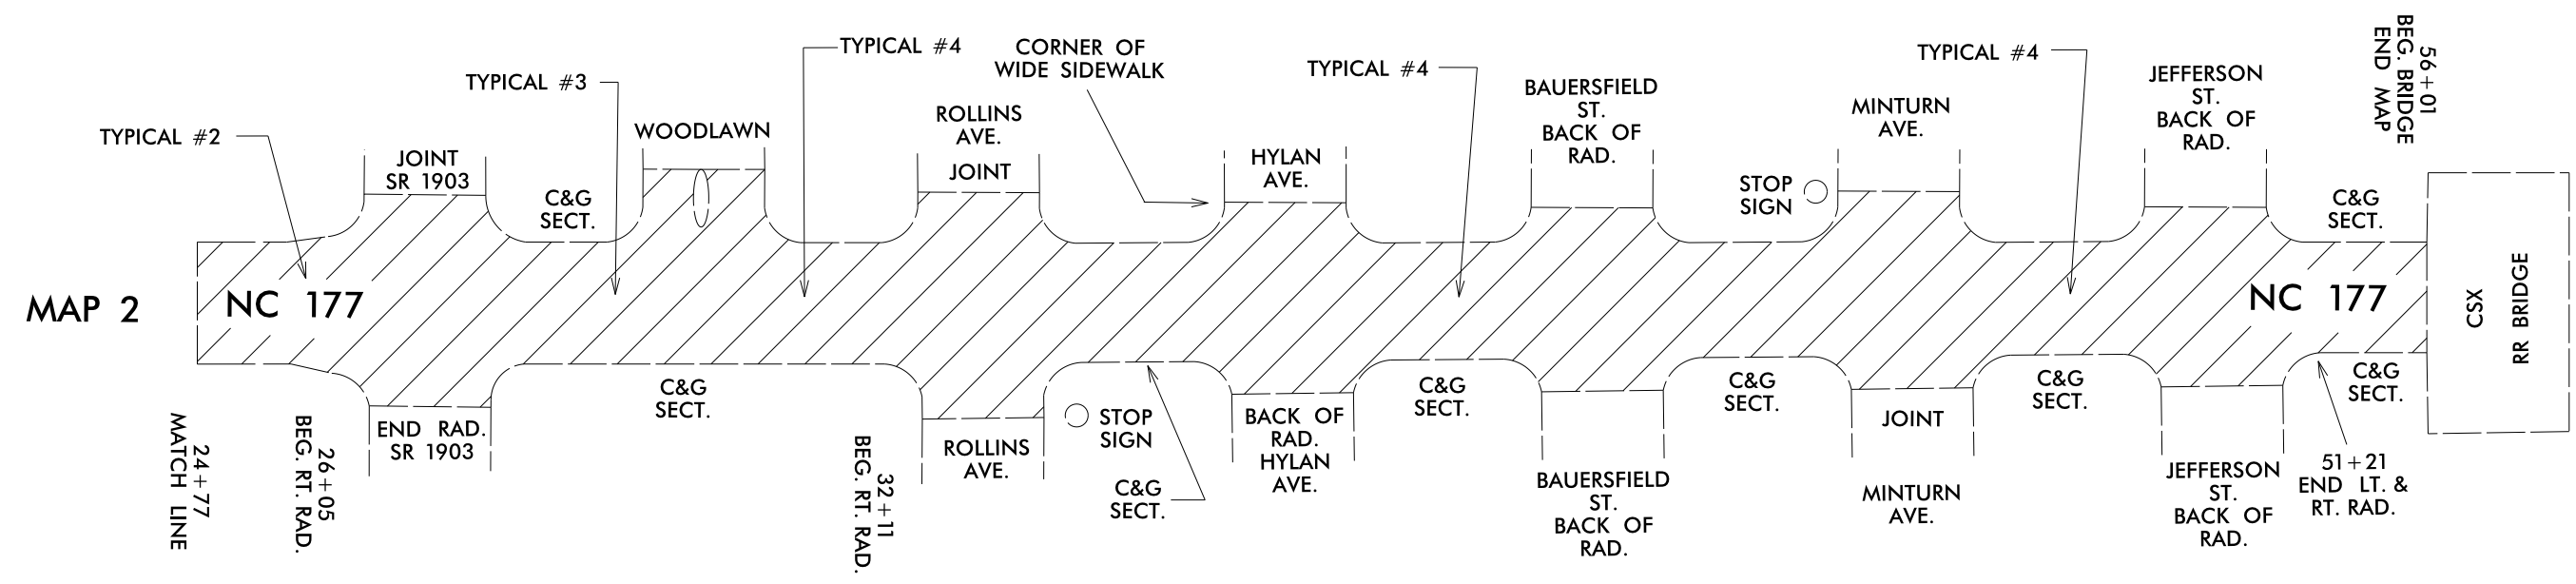 MAP 2
NC 177
TYPICAL #2
JOINT
SR 1903
TYPICAL #3
C&G
SECT.
WOODLAWN
TYPICAL #4
ROLLINS
AVE.
JOINT
CORNER OF
WIDE SIDEWALK
HYLAN
AVE.
TYPICAL #4
BAUERSFIELD
ST.
BACK OF
RAD.
STOP
SIGN
MINTURN
AVE.
TYPICAL #4
JEFFERSON
ST.
BACK OF
RAD.
56+01
BEG. BRIDGE
END MAP
C&G
SECT.
NC 177
CSX
RR BRIDGE
24+77
MATCH LINE
26+05
BEG. RT. RAD.
END RAD.
SR 1903
C&G
SECT.
32+11
BEG. RT. RAD.
ROLLINS
AVE.
STOP
SIGN
C&G
SECT.
BACK OF
RAD.
HYLAN
AVE.
C&G
SECT.
BAUERSFIELD
ST.
BACK OF
RAD.
C&G
SECT.
JOINT
MINTURN
AVE.
C&G
SECT.
JEFFERSON
ST.
BACK OF
RAD.
51+21
END LT. &
RT. RAD.
C&G
SECT.